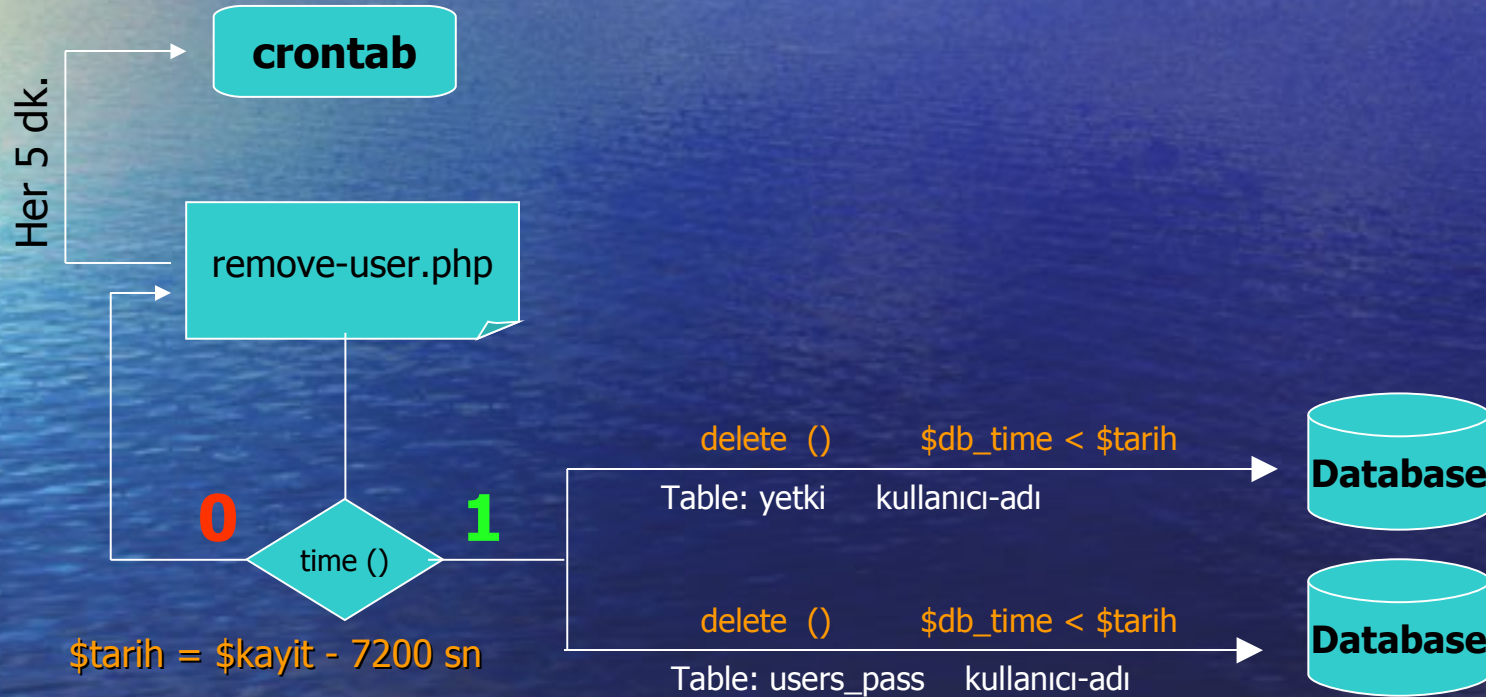 crontab
Her 5 dk.
remove-user.php
delete () $db_time < $tarih
Table: yetki kullanıcı-adı
Database
0
1
time ()
delete () $db_time < $tarih
Table: users_pass kullanıcı-adı
Database
$tarih = $kayit - 7200 sn